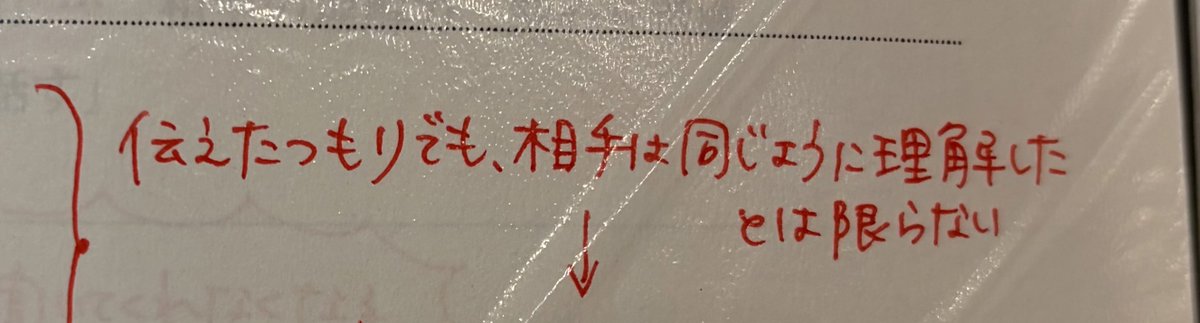 伝えたつもりでも、相手は同じように理解した
とは限らない
↓